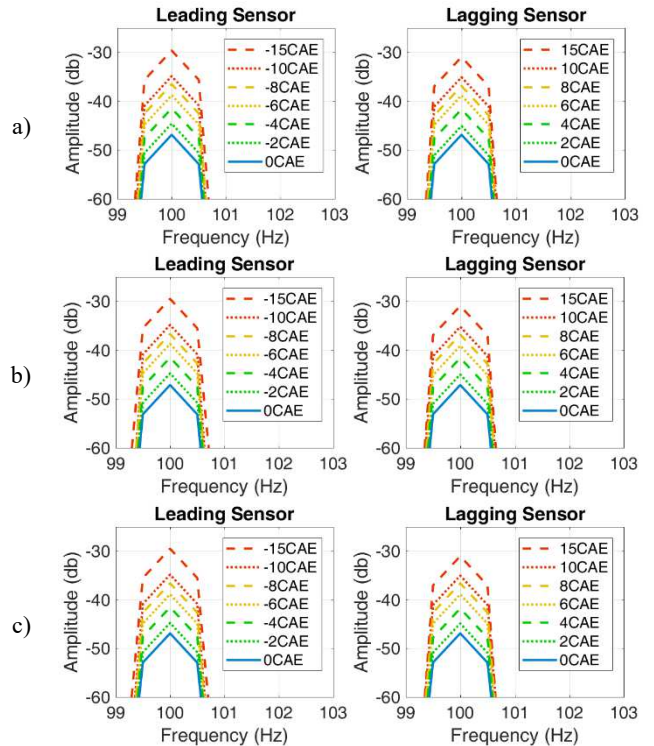 Leading Sensor Lagging Sensor
a)
Amplitude (db) Amplitude (db)
-30 -30
-40 -40
-50 -50
-60 -60
-15CAE 15CAE
-10CAE 10CAE
-8CAE 8CAE
-6CAE 6CAE
-4CAE 4CAE
-2CAE 2CAE
0CAE 0CAE
99 100 101 102 103 99 100 101 102 103
Frequency (Hz) Frequency (Hz)
Leading Sensor Lagging Sensor
b)
Amplitude (db) Amplitude (db)
-30 -30
-40 -40
-50 -50
-60 -60
-15CAE 15CAE
-10CAE 10CAE
-8CAE 8CAE
-6CAE 6CAE
-4CAE 4CAE
-2CAE 2CAE
0CAE 0CAE
99 100 101 102 103 99 100 101 102 103
Frequency (Hz) Frequency (Hz)
Leading Sensor Lagging Sensor
c)
Amplitude (db) Amplitude (db)
-30 -30
-40 -40
-50 -50
-60 -60
-15CAE 15CAE
-10CAE 10CAE
-8CAE 8CAE
-6CAE 6CAE
-4CAE 4CAE
-2CAE 2CAE
0CAE 0CAE
99 100 101 102 103 99 100 101 102 103
Frequency (Hz) Frequency (Hz)